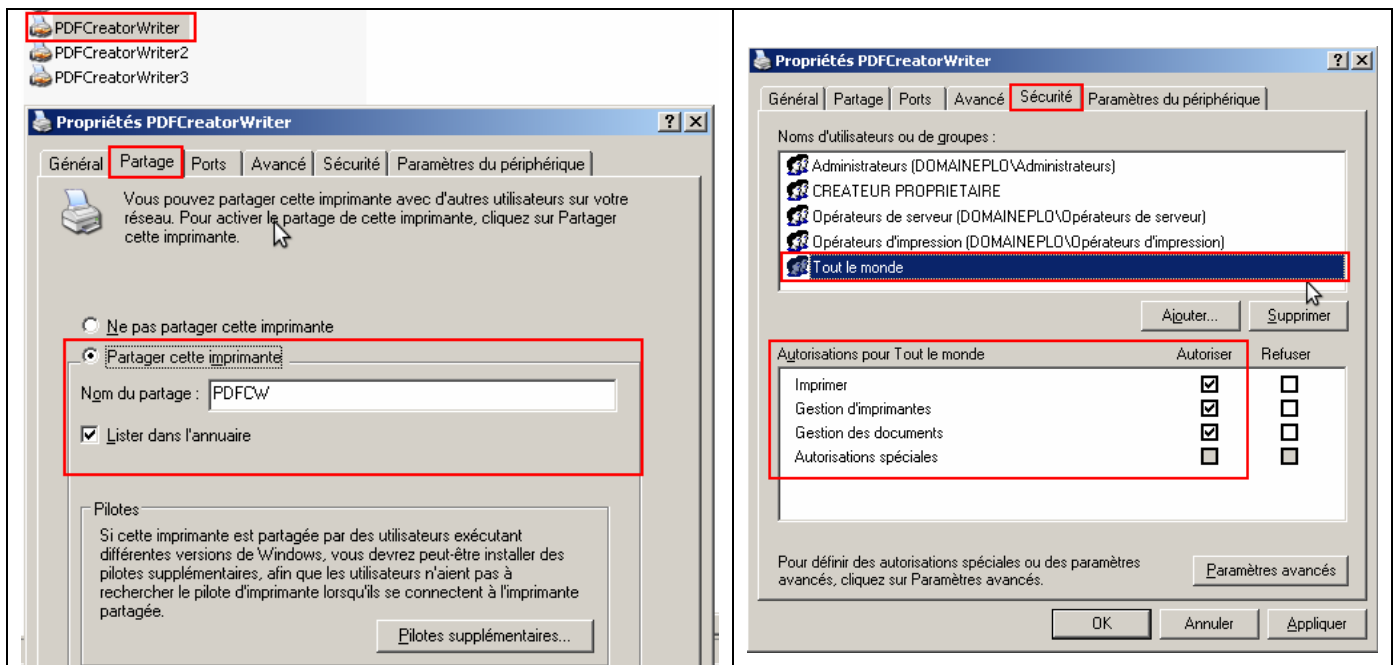 PDFCreatorWriter
PDFCreatorWriter2
PDFCreatorWriter3
Propriétés PDFCreatorWriter
Général Partage Ports Avancé Sécurité Paramètres du périphérique
Vous pouvez partager cette imprimante avec d'autres utilisateurs sur votre
réseau. Pour activer le partage de cette imprimante, cliquez sur Partager
cette imprimante.
Ne pas partager cette imprimante
Partager cette imprimante
Nom du partage : PDFCW
Lister dans l'annuaire
Pilotes
Si cette imprimante est partagée par des utilisateurs exécutant
différentes versions de Windows, vous devrez peut-être installer des
pilotes supplémentaires, afin que les utilisateurs n'aient pas à
rechercher le pilote d'imprimante lorsqu'ils se connectent à l'imprimante
partagée.
Pilotes supplémentaires...
Propriétés PDFCreatorWriter
Général Partage Ports Avancé Sécurité Paramètres du périphérique
Noms d'utilisateurs ou de groupes :
Administrateurs (DOMAINEPLO\Administrateurs)
CREATEUR PROPRIETAIRE
Opérateurs de serveur (DOMAINEPLO\Opérateurs de serveur)
Opérateurs d'impression (DOMAINEPLO\Opérateurs d'impression)
Tout le monde
Ajouter... Supprimer
Autorisations pour Tout le monde Autoriser Refuser
Imprimer
Gestion d'imprimantes
Gestion des documents
Autorisations spéciales
Pour définir des autorisations spéciales ou des paramètres
avancés, cliquez sur Paramètres avancés.
Paramètres avancés
OK Annuler Appliquer